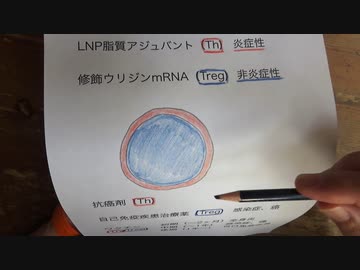 LNP脂質アジュバント (Th) 炎症性
修飾ウリジンmRNA (Treg) 非炎症性
抗癌剤 (Th)
自己免疫疾患治療薬 (Treg) 感染症、癌